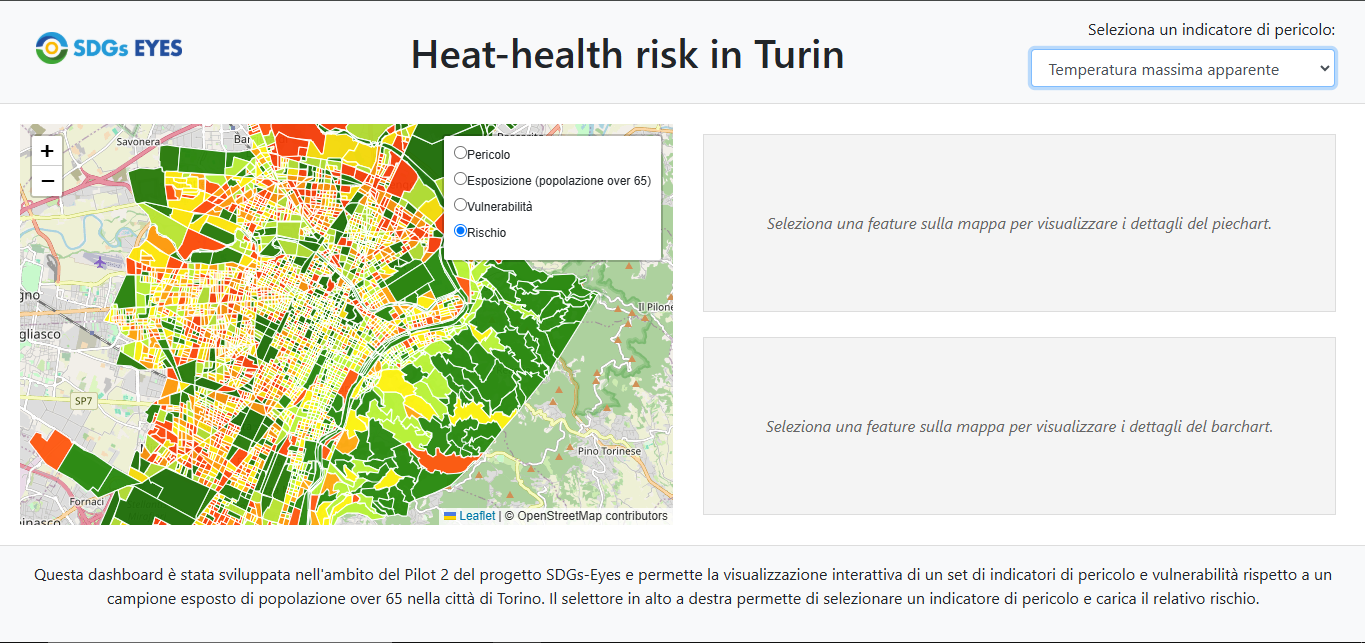 SDGs EYES
Heat-health risk in Turin
Seleziona un indicatore di pericolo:
Temperatura massima apparente
+
−
Savonera
Pericolo
Esposizione (popolazione over 65)
Vulnerabilità
Rischio
Il Pilone
gliasco
SP7
Pino Torinese
Fornaci
Leaflet | © OpenStreetMap contributors
Seleziona una feature sulla mappa per visualizzare i dettagli del piechart.
Seleziona una feature sulla mappa per visualizzare i dettagli del barchart.
Questa dashboard è stata sviluppata nell'ambito del Pilot 2 del progetto SDGs-Eyes e permette la visualizzazione interattiva di un set di indicatori di pericolo e vulnerabilità rispetto a un
campione esposto di popolazione over 65 nella città di Torino. Il selettore in alto a destra permette di selezionare un indicatore di pericolo e carica il relativo rischio.